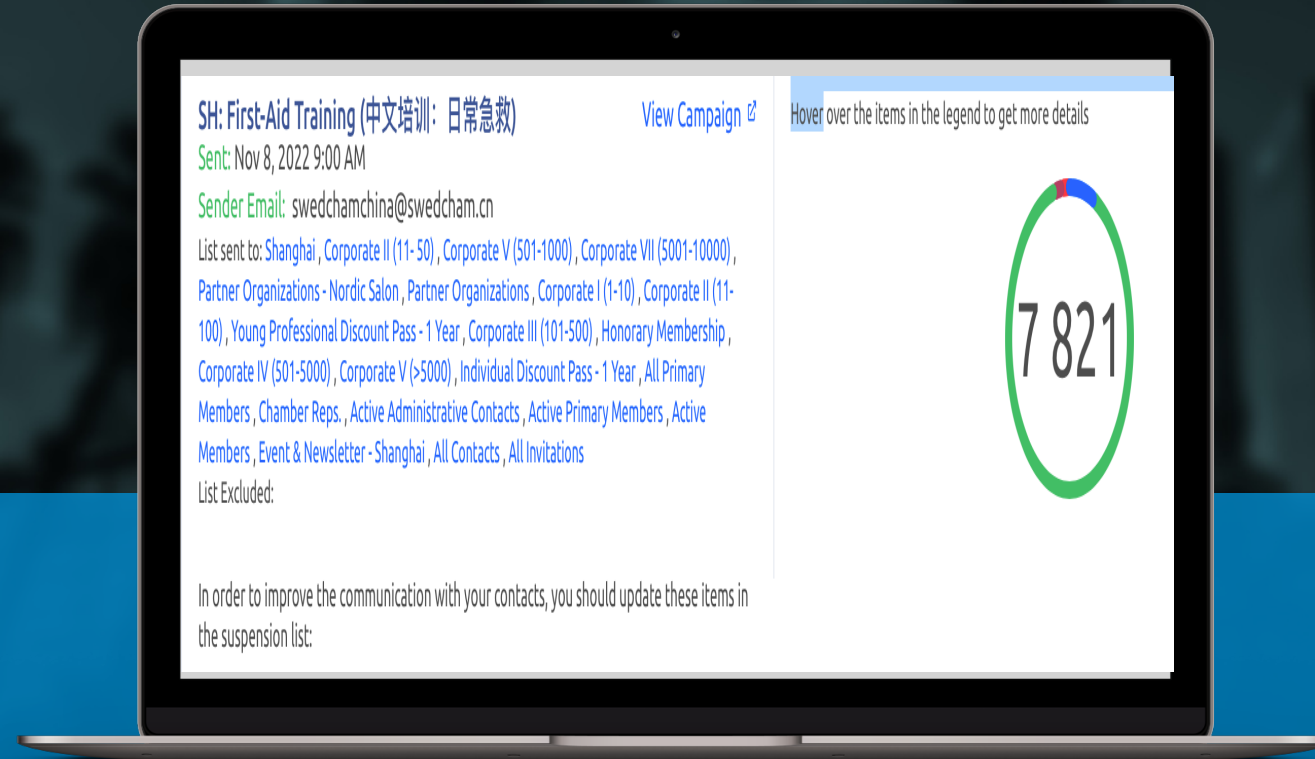 SH: First-Aid Training (中文培训：日常急救)
View Campaign
Sent: Nov 8, 2022 9:00 AM
Sender Email: swedchamchina@swedcham.cn
List sent to: Shanghai , Corporate II (11- 50) , Corporate V (501-1000) , Corporate VII (5001-10000) ,
Partner Organizations - Nordic Salon , Partner Organizations , Corporate I (1-10) , Corporate II (11-
100) , Young Professional Discount Pass - 1 Year , Corporate III (101-500) , Honorary Membership ,
Corporate IV (501-5000) , Corporate V (>5000) , Individual Discount Pass - 1 Year , All Primary
Members , Chamber Reps. , Active Administrative Contacts , Active Primary Members , Active
Members , Event & Newsletter - Shanghai , All Contacts , All Invitations
List Excluded:
In order to improve the communication with your contacts, you should update these items in
the suspension list:
Hover over the items in the legend to get more details
7 821